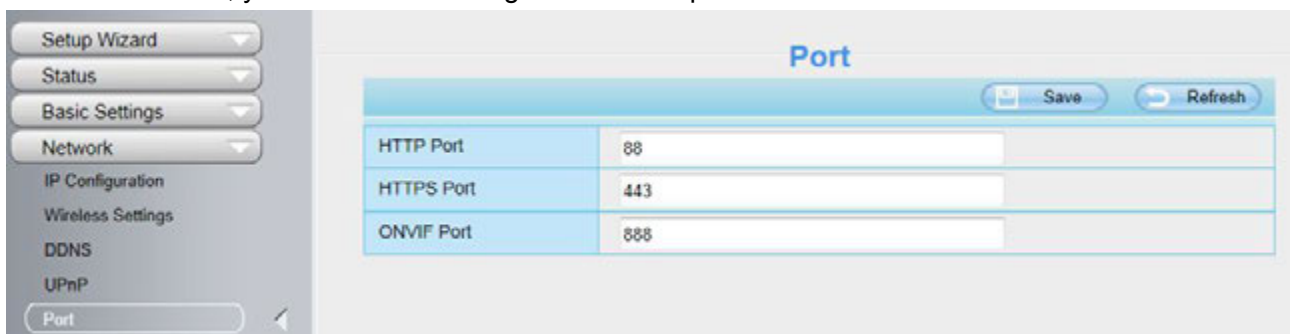 Setup Wizard
Status
Basic Settings
Network
IP Configuration
Wireless Settings
DDNS
UPnP
Port
Port
Save Refresh
HTTP Port 88
HTTPS Port 443
ONVIF Port 888